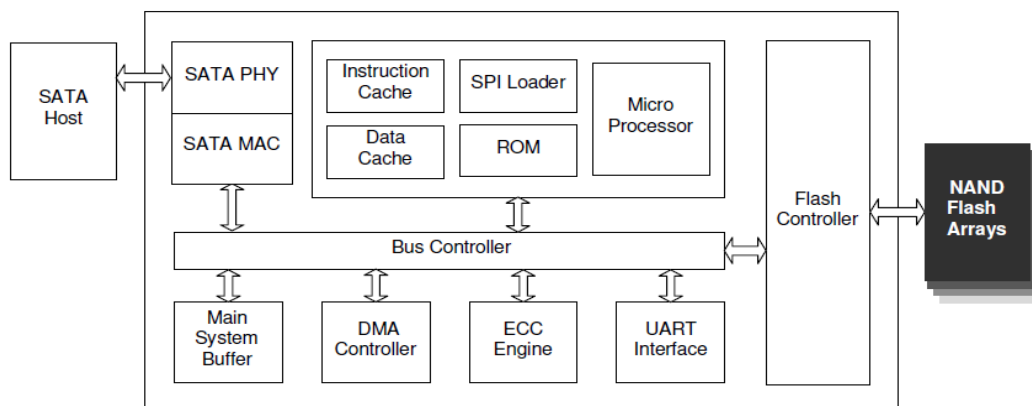 SATA
Host
SATA PHY
SATA MAC
Instruction
Cache
SPI Loader
Data
Cache
ROM
Micro
Processor
Flash
Controller
NAND
Flash
Arrays
Bus Controller
Main
System
Buffer
DMA
Controller
ECC
Engine
UART
Interface